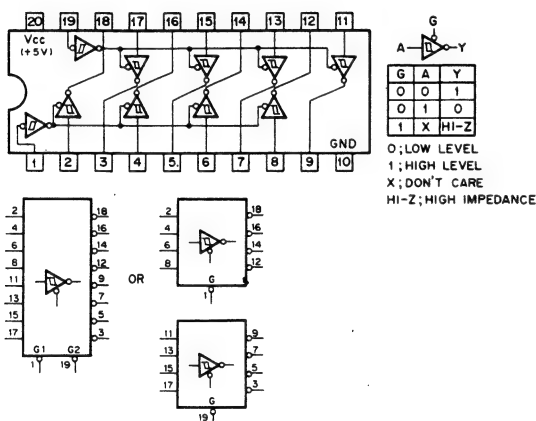 20 19 18 17 16 15 14 13 12 11
Vcc
(+5V)
GND
1 2 3 4 5 6 7 8 9 10
G
A Y
G A Y
0 0 1
0 1 0
1 X HI-Z
0; LOW LEVEL
1; HIGH LEVEL
X; DON'T CARE
HI-Z; HIGH IMPEDANCE
2 18
4 16
6 14
8 12
11 9
13 7
15 5
17 3
G1 G2
1 19
OR
2 18
4 16
6 14
8 12
G
1
11 9
13 7
15 5
17 3
G
19